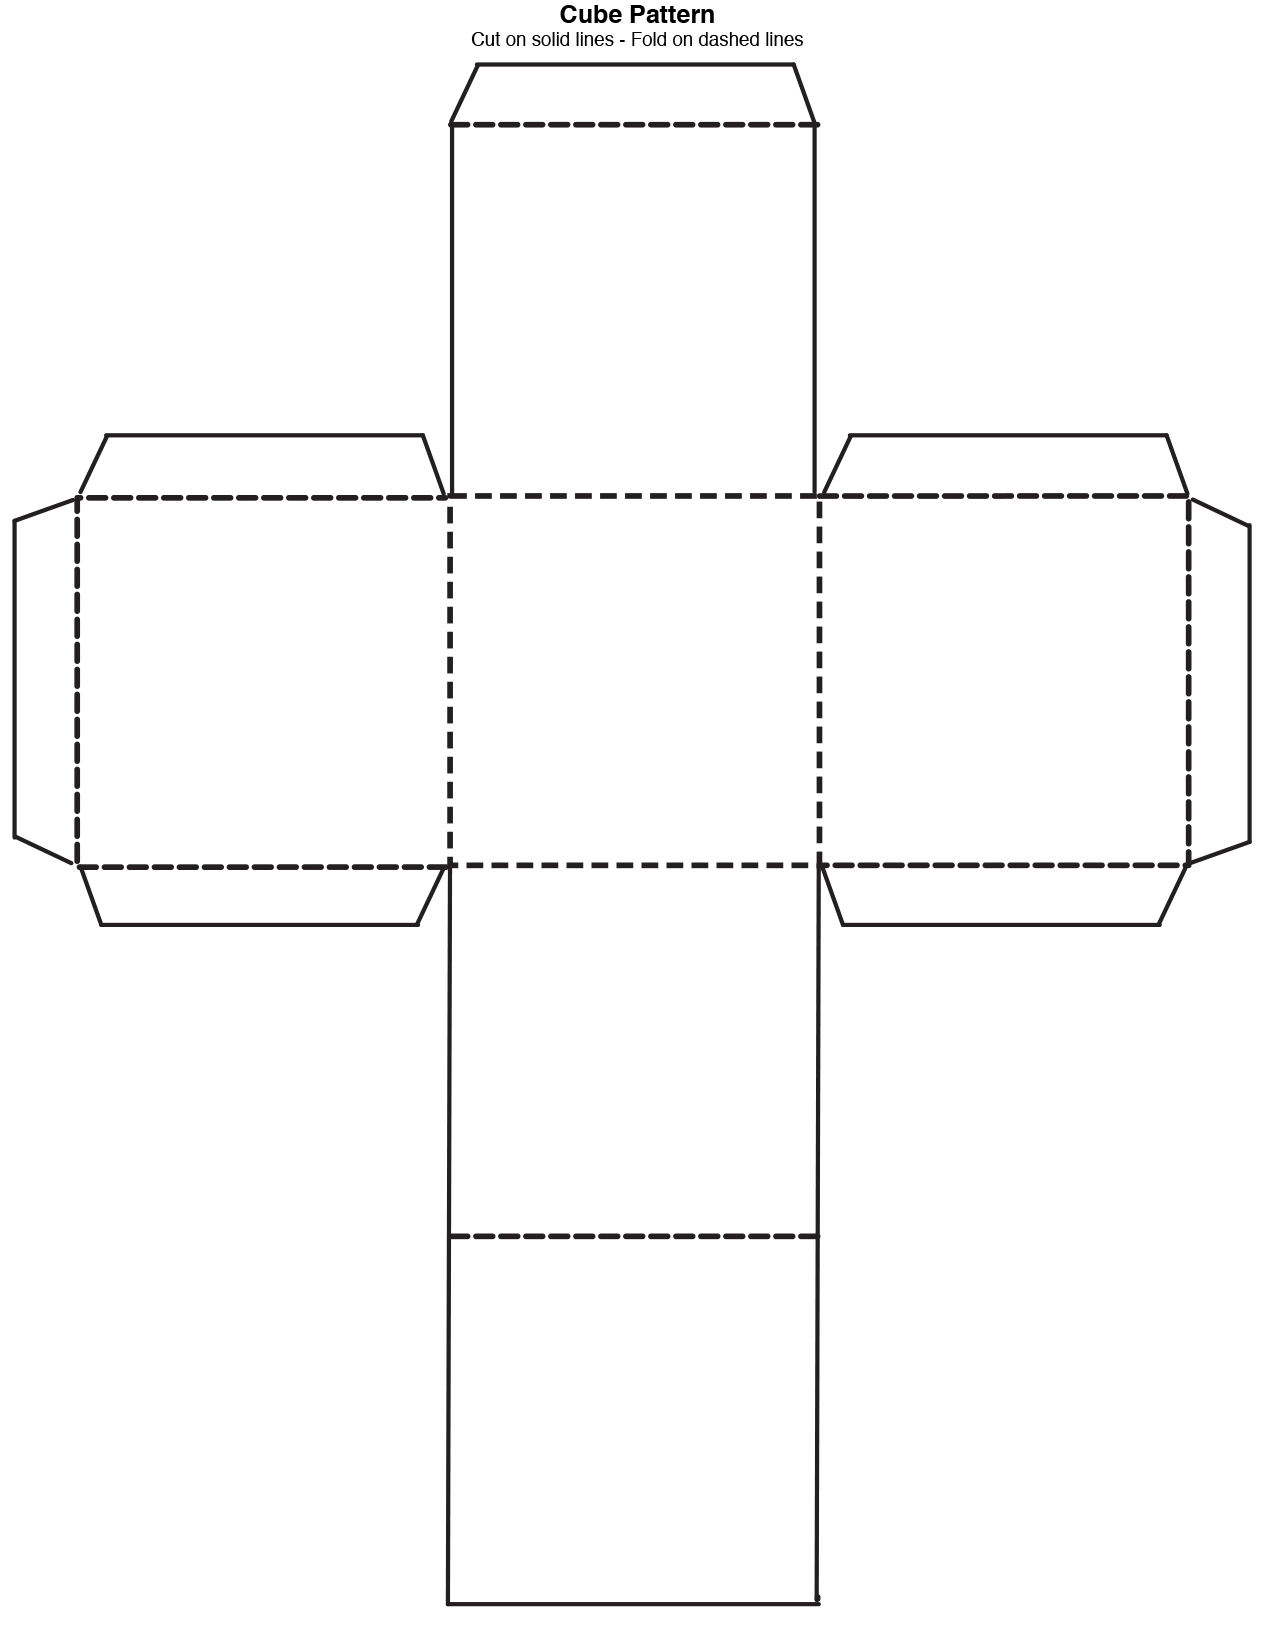 Cube Pattern
Cut on solid lines - Fold on dashed lines